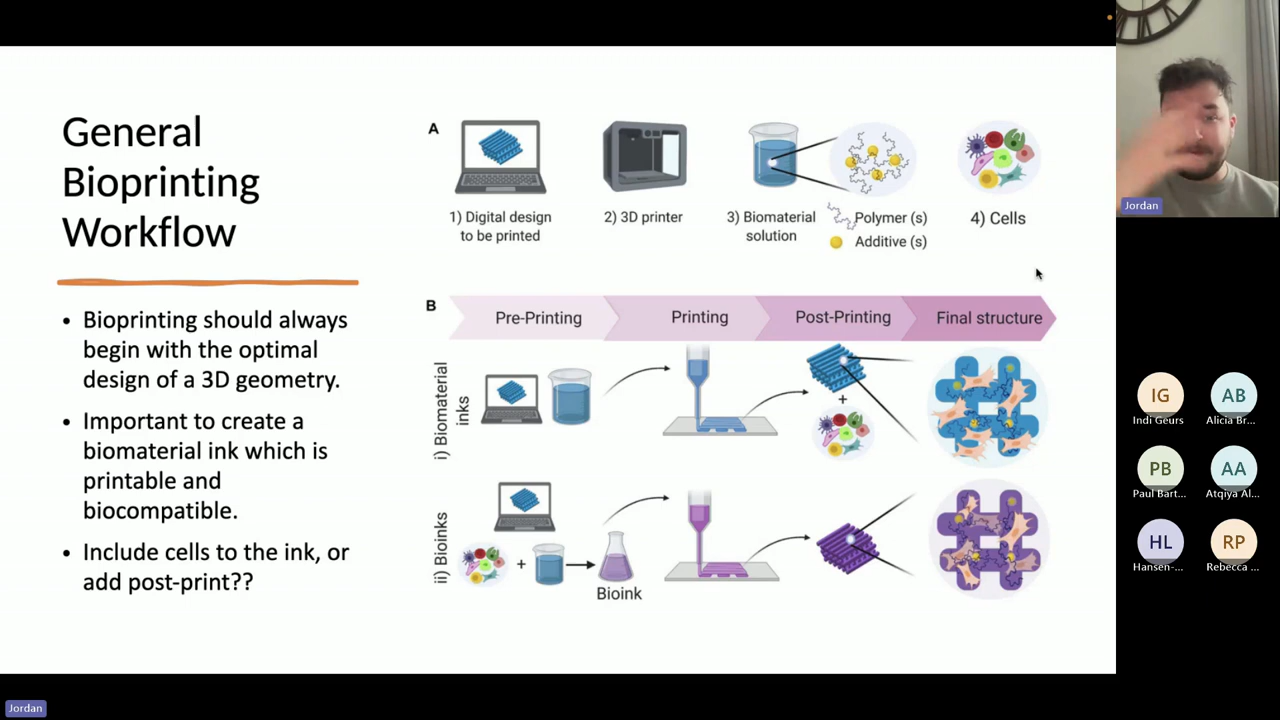 General
Bioprinting
Workflow
• Bioprinting should always
begin with the optimal
design of a 3D geometry.
• Important to create a
biomaterial ink which is
printable and
biocompatible.
• Include cells to the ink, or
add post-print??
A
1) Digital design
to be printed
2) 3D printer
3) Biomaterial
solution
Polymer (s)
Additive (s)
4) Cells
B
Pre-Printing
Printing
Post-Printing
Final structure
i) Biomaterial
inks
+
ii) Bioinks
+
Bioink
Jordan
IG
Indi Geurs
AB
Alicia Br...
PB
Paul Bart...
AA
Atqiya Al...
HL
Hansen-...
RP
Rebecca ...
Jordan